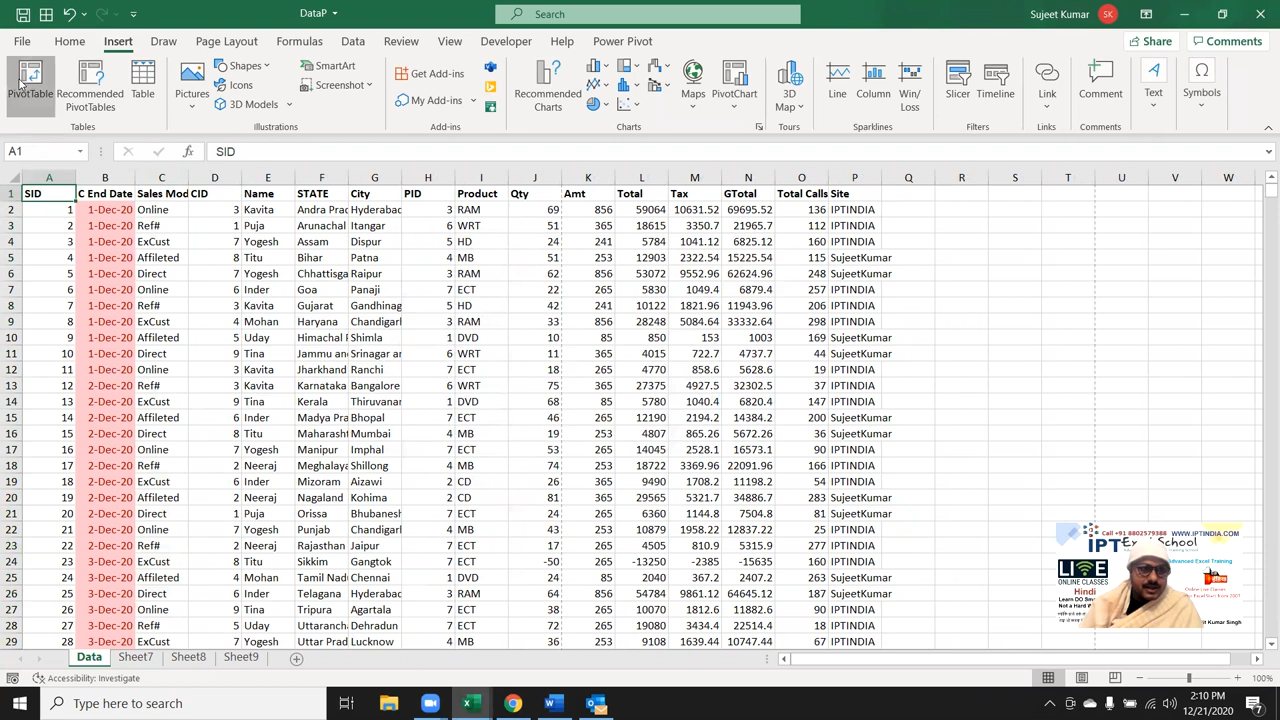 DataP
Search
Sujeet Kumar SK
File Home Insert Draw Page Layout Formulas Data Review View Developer Help Power Pivot Share Comments
PivotTable Recommended PivotTables Table Pictures Shapes Icons 3D Models SmartArt Screenshot Get Add-ins My Add-ins Recommended Charts Maps PivotChart 3D Map Line Column Win/Loss Slicer Timeline Link Comment Text Symbols
Tables Illustrations Add-ins Charts Tours Sparklines Filters Links Comments
A1 fx SID
A B C D E F G H I J K L M N O P Q R S T U V W
1 SID C End Date Sales Mod CID Name STATE City PID Product Qty Amt Total Tax GTotal Total Calls Site
2 1 1-Dec-20 Online 3 Kavita Andra Prad Hyderabad 3 RAM 69 856 59064 10631.52 69695.52 136 IPTINDIA
3 2 1-Dec-20 Ref# 1 Puja Arunachal Itangar 6 WRT 51 365 18615 3350.7 21965.7 112 IPTINDIA
4 3 1-Dec-20 ExCust 7 Yogesh Assam Dispur 5 HD 24 241 5784 1041.12 6825.12 160 IPTINDIA
5 4 1-Dec-20 Affileted 8 Titu Bihar Patna 4 MB 51 253 12903 2322.54 15225.54 115 SujeetKumar
6 5 1-Dec-20 Direct 7 Yogesh Chhattisga Raipur 3 RAM 62 856 53072 9552.96 62624.96 248 SujeetKumar
7 6 1-Dec-20 Online 6 Inder Goa Panaji 7 ECT 22 265 5830 1049.4 6879.4 257 IPTINDIA
8 7 1-Dec-20 Ref# 3 Kavita Gujarat Gandhinag 5 HD 42 241 10122 1821.96 11943.96 206 IPTINDIA
9 8 1-Dec-20 ExCust 4 Mohan Haryana Chandigarh 3 RAM 33 856 28248 5084.64 33332.64 298 IPTINDIA
10 9 1-Dec-20 Affileted 5 Uday Himachal P Shimla 1 DVD 10 85 850 153 1003 169 SujeetKumar
11 10 1-Dec-20 Direct 9 Tina Jammu an Srinagar an 6 WRT 11 365 4015 722.7 4737.7 44 SujeetKumar
12 11 1-Dec-20 Online 3 Kavita Jharkhand Ranchi 7 ECT 18 265 4770 858.6 5628.6 19 IPTINDIA
13 12 2-Dec-20 Ref# 3 Kavita Karnataka Bangalore 6 WRT 75 365 27375 4927.5 32302.5 37 IPTINDIA
14 13 2-Dec-20 ExCust 9 Tina Kerala Thiruvanan 1 DVD 68 85 5780 1040.4 6820.4 147 IPTINDIA
15 14 2-Dec-20 Affileted 6 Inder Madya Pra Bhopal 7 ECT 46 265 12190 2194.2 14384.2 200 SujeetKumar
16 15 2-Dec-20 Direct 8 Titu Maharasht Mumbai 4 MB 19 253 4807 865.26 5672.26 36 SujeetKumar
17 16 2-Dec-20 Online 7 Yogesh Manipur Imphal 7 ECT 53 265 14045 2528.1 16573.1 90 IPTINDIA
18 17 2-Dec-20 Ref# 2 Neeraj Meghalaya Shillong 4 MB 74 253 18722 3369.96 22091.96 166 IPTINDIA
19 18 2-Dec-20 ExCust 6 Inder Mizoram Aizawi 2 CD 26 365 9490 1708.2 11198.2 54 IPTINDIA
20 19 2-Dec-20 Affileted 2 Neeraj Nagaland Kohima 2 CD 81 365 29565 5321.7 34886.7 283 SujeetKumar
21 20 2-Dec-20 Direct 1 Puja Orissa Bhubanesh 7 ECT 24 265 6360 1144.8 7504.8 81 SujeetKumar
22 21 2-Dec-20 Online 7 Yogesh Punjab Chandigarh 1 MB 43 253 10879 1958.22 12837.22 25 IPTINDIA
23 22 2-Dec-20 Ref# 2 Neeraj Rajasthan Jaipur 7 ECT 17 265 4505 810.9 5315.9 277 IPTINDIA
24 23 3-Dec-20 ExCust 8 Titu Sikkim Gangtok 7 ECT -50 265 -13250 -2385 -15635 160 IPTINDIA
25 24 3-Dec-20 Affileted 4 Mohan Tamil Nad Chennai 1 DVD 24 85 2040 367.2 2407.2 263 SujeetKumar
26 25 3-Dec-20 Direct 3 Kavita Telagana Hyderabad 3 RAM 64 856 54784 9861.12 64645.12 187 SujeetKumar
27 26 3-Dec-20 Online 9 Tina Tripura Agartala 7 ECT 38 265 10070 1812.6 11882.6 90 IPTINDIA
28 27 3-Dec-20 Ref# 5 Uday Uttarancha Dehradun 7 ECT 72 265 19080 3434.4 22514.4 18 IPTINDIA
29 28 3-Dec-20 ExCust 7 Yogesh Uttar Prad Lucknow 4 MB 36 253 9108 1639.44 10747.44 67 IPTINDIA
Call +91 8802579388 WWW.IPTINDIA.COM
IPT Excel School
LIVE
ONLINE CLASSES
Advanced Excel Training
Hindi
Data Sheet7 Sheet8 Sheet9
Accessibility: Investigate 100%
Type here to search
2:10 PM
12/21/2020